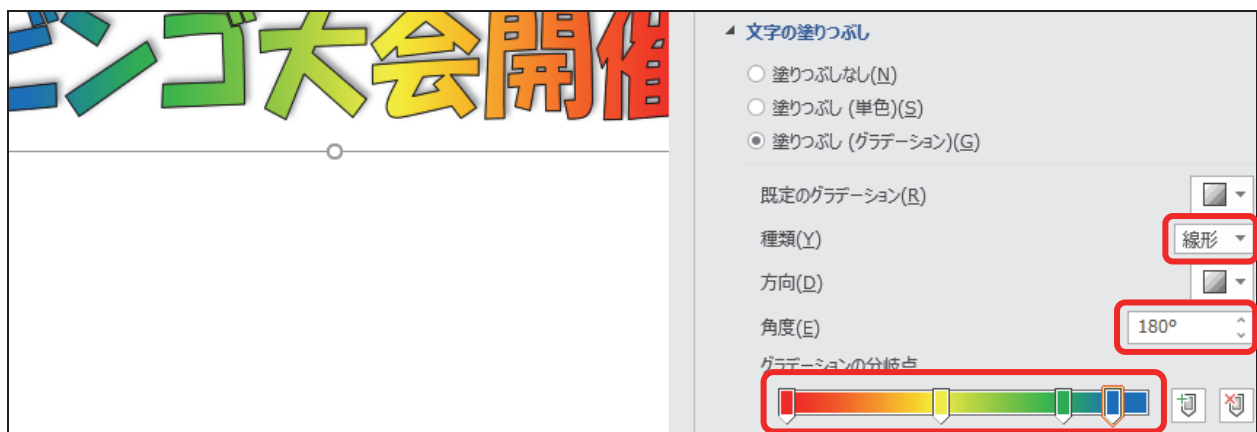 ビンゴ大会開催
文字の塗りつぶし
塗りつぶしなし(N)
塗りつぶし (単色)(S)
塗りつぶし (グラデーション)(G)
既定のグラデーション(R)
種類(Y)
線形
方向(D)
角度(E)
180°
グラデーションの分岐点